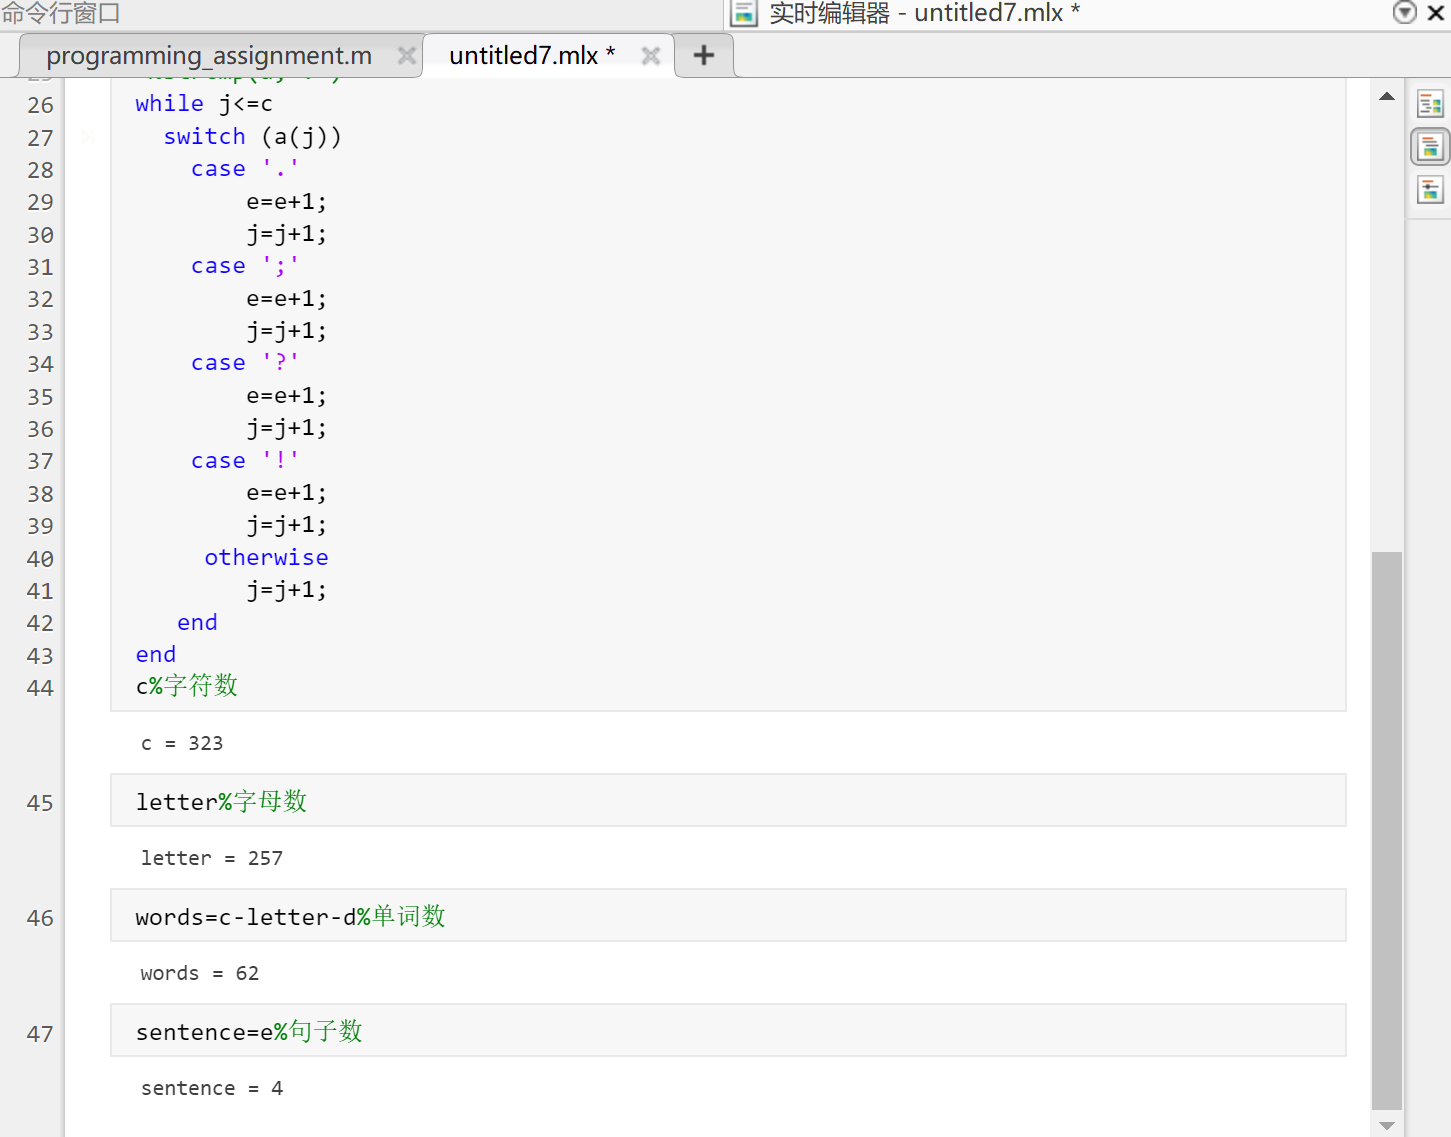 命令行窗口
实时编辑器 - untitled7.mlx *
programming_assignment.m
untitled7.mlx *
26 while j<=c
27 switch (a(j))
28 case '.'
29 e=e+1;
30 j=j+1;
31 case ';'
32 e=e+1;
33 j=j+1;
34 case '?'
35 e=e+1;
36 j=j+1;
37 case '!'
38 e=e+1;
39 j=j+1;
40 otherwise
41 j=j+1;
42 end
43 end
44 c%字符数
c = 323
45 letter%字母数
letter = 257
46 words=c-letter-d%单词数
words = 62
47 sentence=e%句子数
sentence = 4